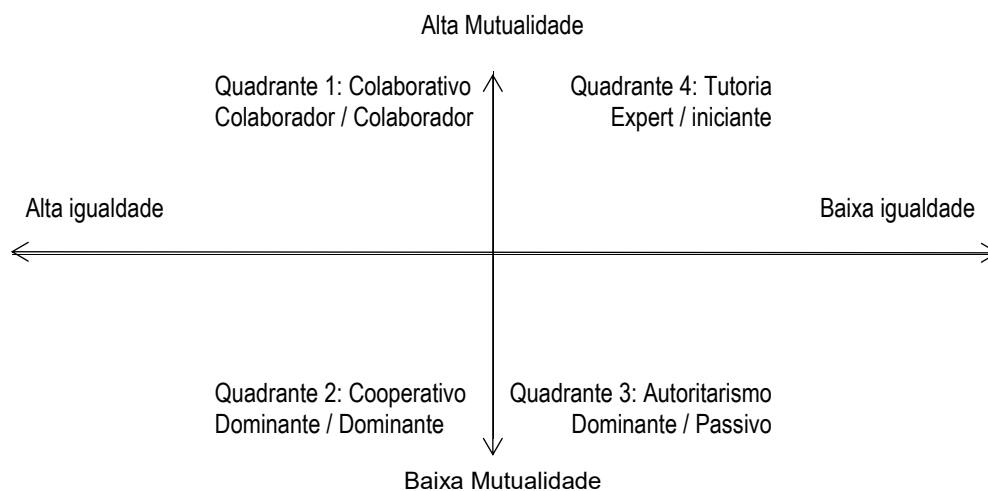 Alta Mutualidade
Quadrante 1: Colaborativo
Colaborador / Colaborador
Quadrante 4: Tutoria
Expert / iniciante
Alta igualdade
Baixa igualdade
Quadrante 2: Cooperativo
Dominante / Dominante
Quadrante 3: Autoritarismo
Dominante / Passivo
Baixa Mutualidade